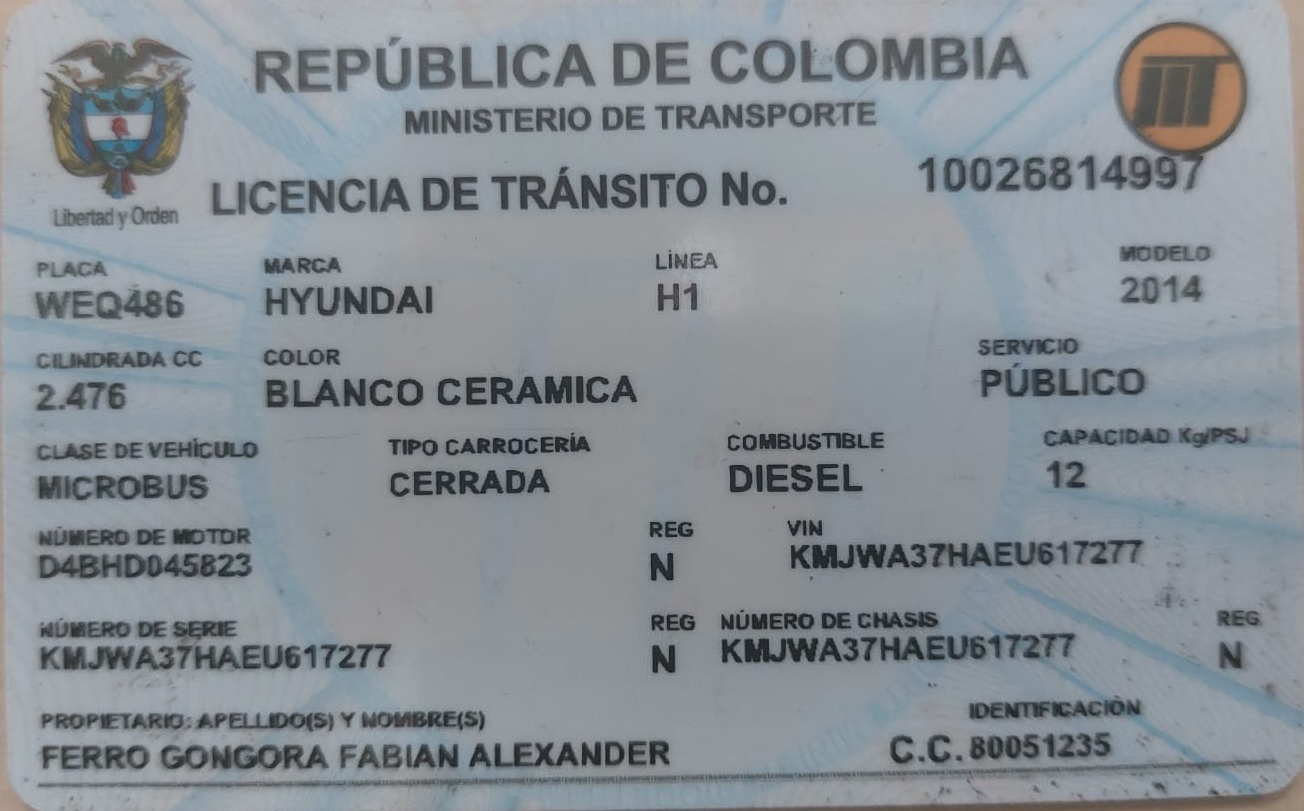 REPÚBLICA DE COLOMBIA
MINISTERIO DE TRANSPORTE
Libertad y Orden
LICENCIA DE TRÁNSITO No. 10026814997
PLACA MARCA LÍNEA MODELO
WEQ486 HYUNDAI H1 2014
CILINDRADA CC COLOR SERVICIO
2.476 BLANCO CERAMICA PÚBLICO
CLASE DE VEHÍCULO TIPO CARROCERÍA COMBUSTIBLE CAPACIDAD Kg/PSJ
MICROBUS CERRADA DIESEL 12
NÚMERO DE MOTOR REG VIN
D4BHD045823 N KMJWA37HAEU617277
NÚMERO DE SERIE REG NÚMERO DE CHASIS REG
KMJWA37HAEU617277 N KMJWA37HAEU617277 N
PROPIETARIO: APELLIDO(S) Y NOMBRE(S) IDENTIFICACIÓN
FERRO GONGORA FABIAN ALEXANDER C.C. 80051235